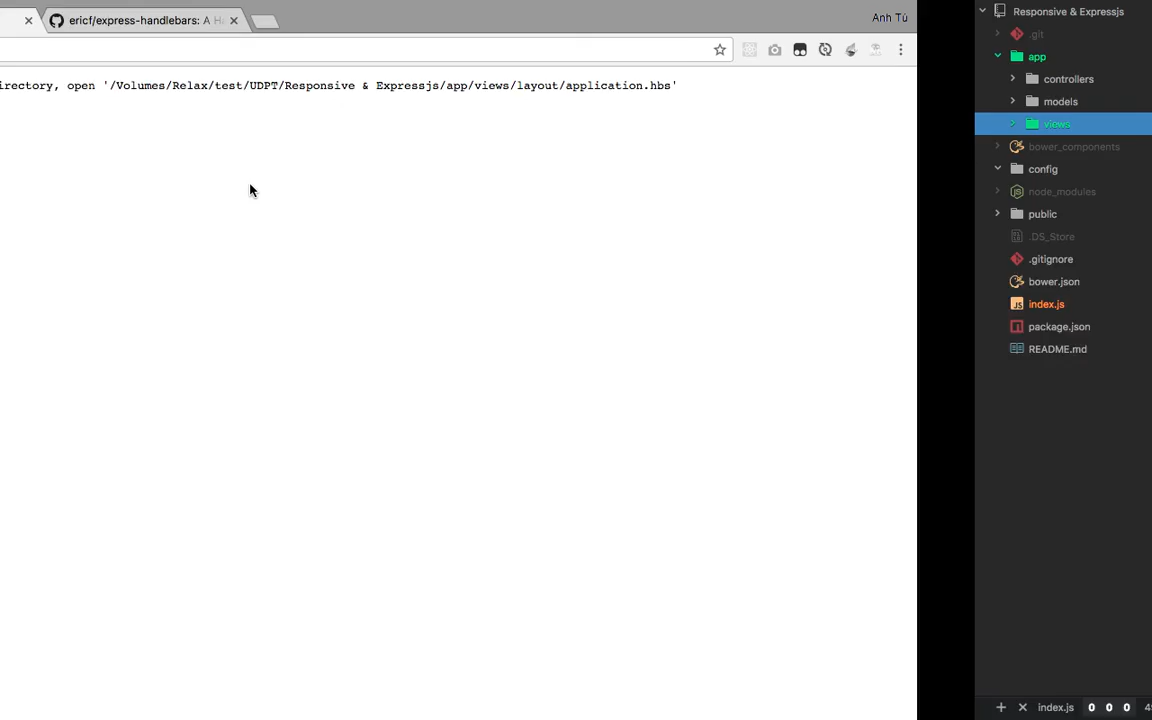 ericf/express-handlebars: A H
Anh Tú
irectory, open '/Volumes/Relax/test/UDPT/Responsive & Expressjs/app/views/layout/application.hbs'
Responsive & Expressjs
.git
app
controllers
models
views
bower_components
config
node_modules
public
.DS_Store
.gitignore
bower.json
index.js
package.json
README.md
index.js 0 0 0